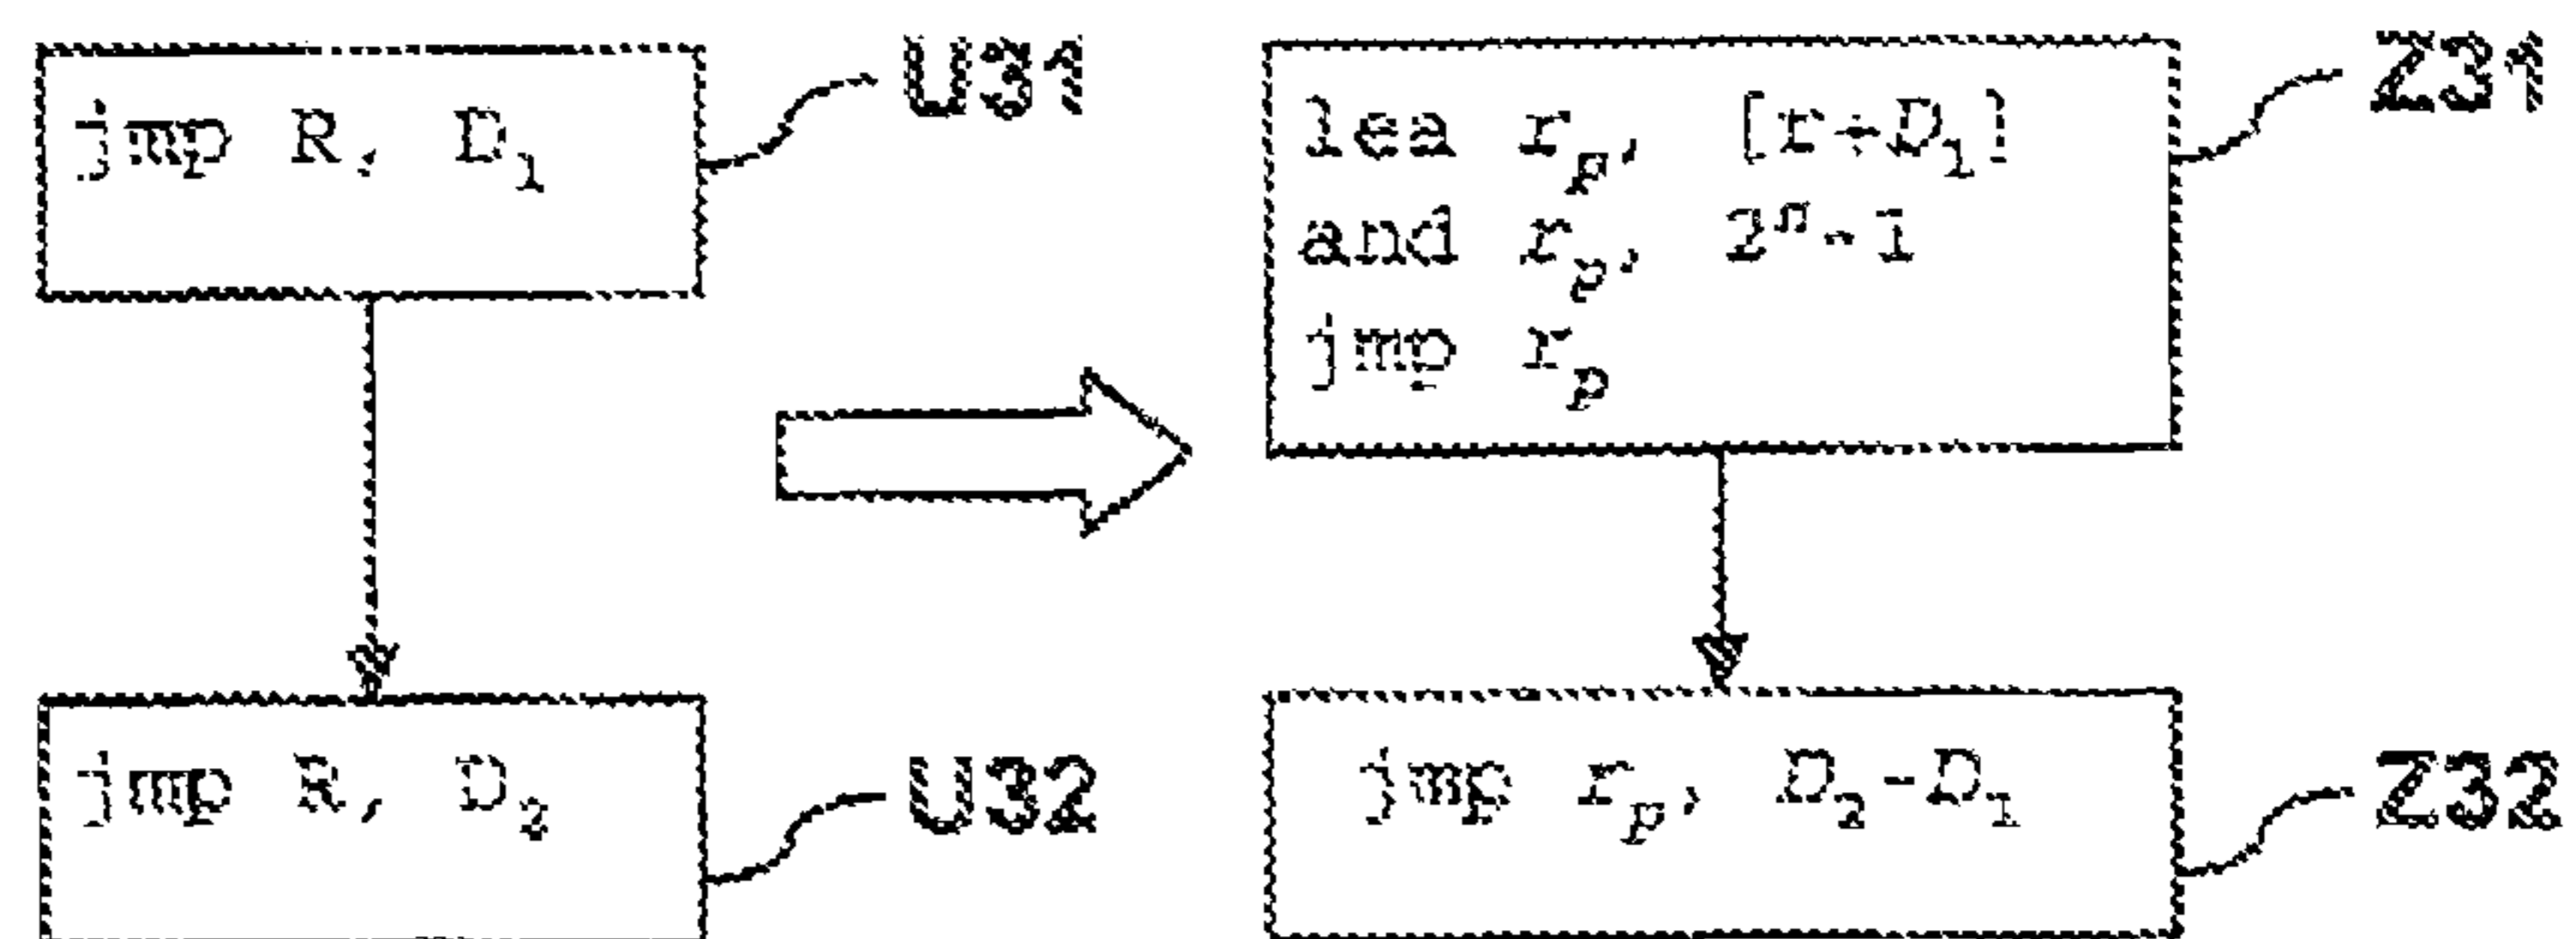 jmp R, D₁
U31
lea rₚ, [r+D₁]
and rₚ, 2ⁿ-1
jmp rₚ
Z31
jmp R, D₂
U32
jmp rₚ, D₂-D₁
Z32